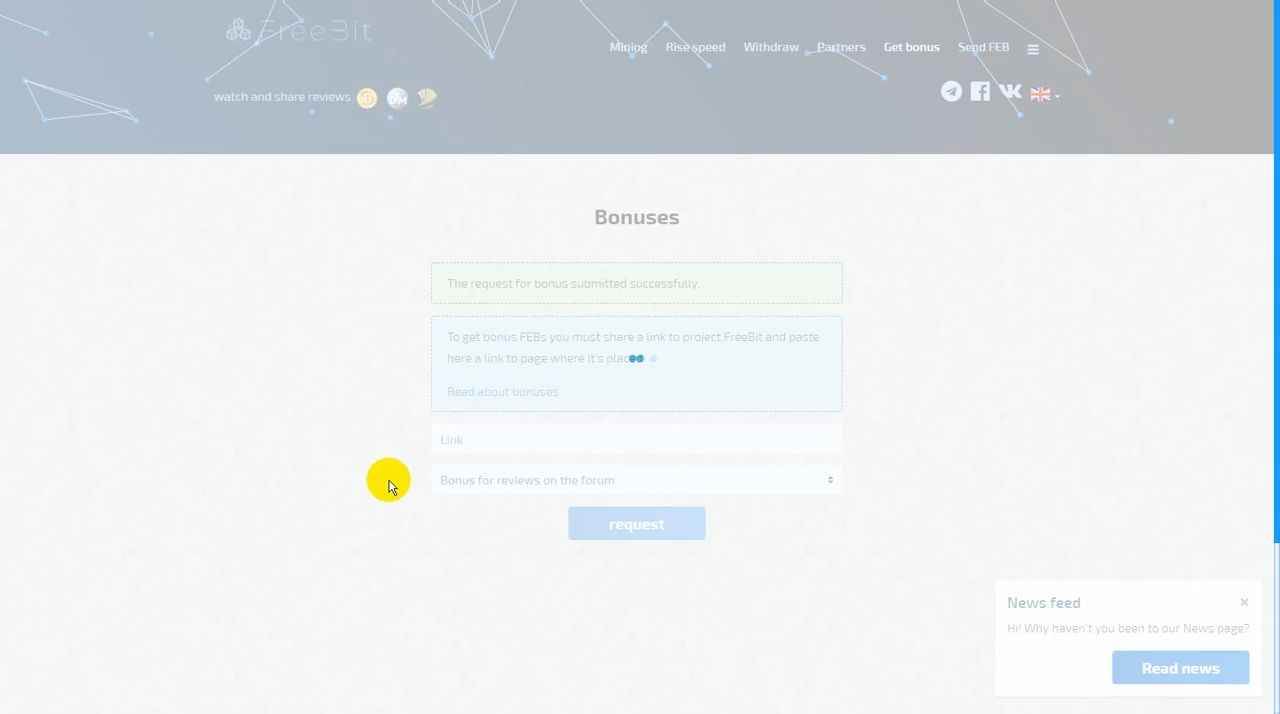 FreeBit
Mining Rise speed Withdraw Partners Get bonus Send FEB
watch and share reviews:
Bonuses
The request for bonus submitted successfully.
To get bonus FEBs you must share a link to project FreeBit and paste
here a link to page where it's
Read about bonuses
Link
Bonus for reviews on the forum
request
News feed ×
Hi! Why haven't you been to our News page?
Read news